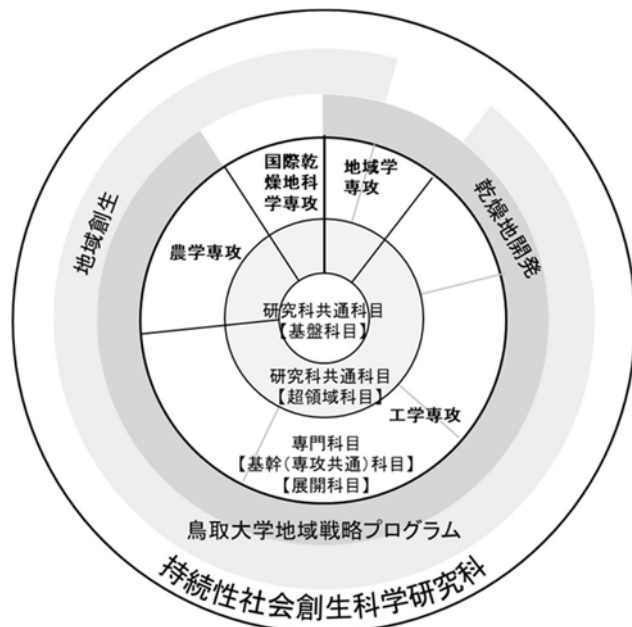 国際乾
燥地科
学専攻
地域学
専攻
地域創生
乾燥地開発
農学専攻
研究科共通科目
【基盤科目】
研究科共通科目
【超領域科目】
工学専攻
専門科目
【基幹(専攻共通)科目】
【展開科目】
鳥取大学地域戦略プログラム
持続性社会創生科学研究科